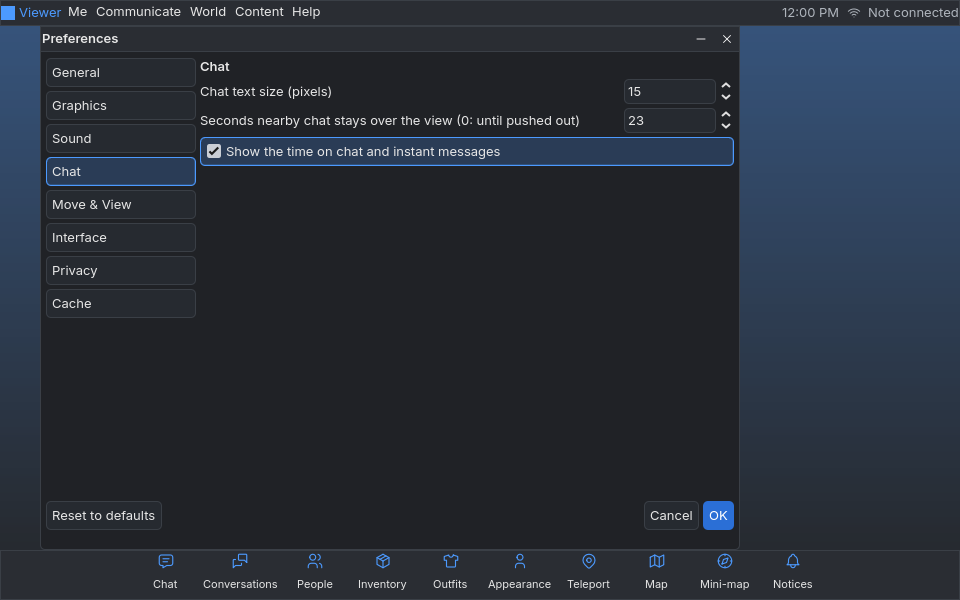 Viewer Me Communicate World Content Help 12:00 PM Not connected
Preferences
General
Graphics
Sound
Chat
Move & View
Interface
Privacy
Cache
Chat
Chat text size (pixels) 15
Seconds nearby chat stays over the view (0: until pushed out) 23
Show the time on chat and instant messages
Reset to defaults Cancel OK
Chat Conversations People Inventory Outfits Appearance Teleport Map Mini-map Notices